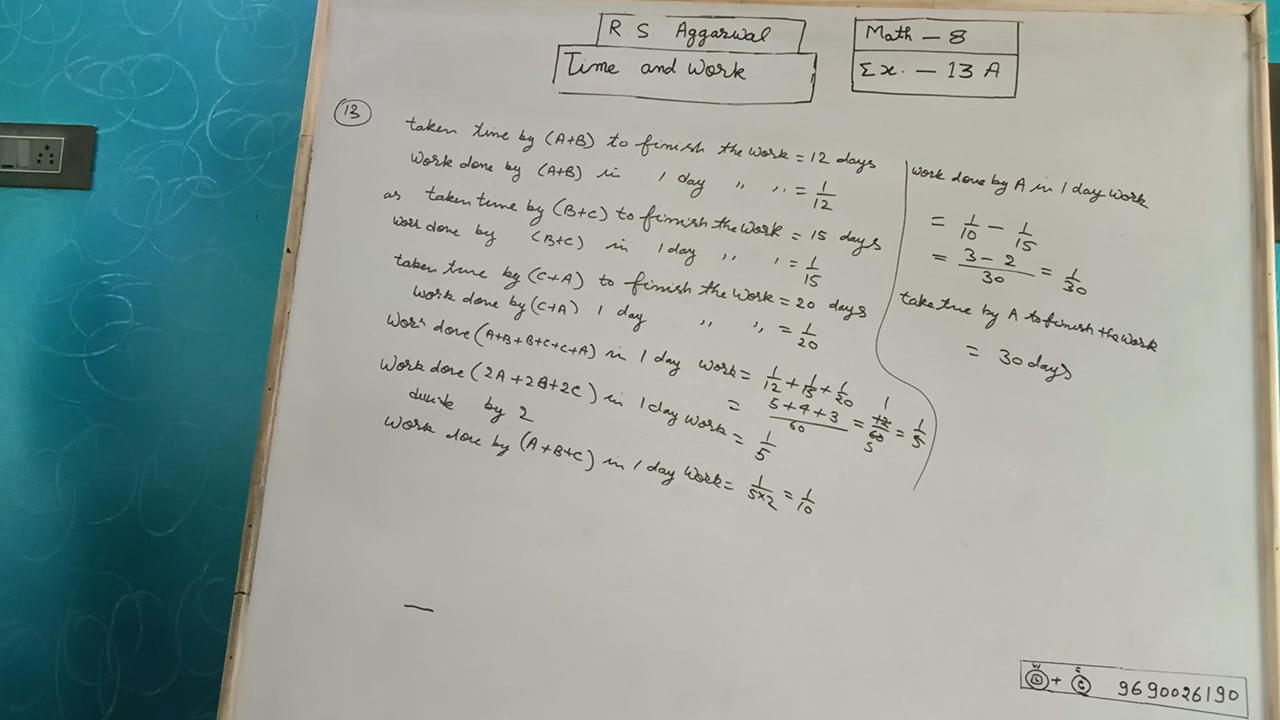 R S Aggarwal
Time and Work
Math - 8
Ex. - 13 A
13
taken time by (A+B) to finish the work = 12 days
Work done by (A+B) in 1 day " " = 1/12
as taken time by (B+C) to finish the work = 15 days
work done by (B+C) in 1 day " " = 1/15
taken time by (C+A) to finish the work = 20 days
Work done by (C+A) 1 day " " = 1/20
Work done (A+B+B+C+C+A) in 1 day work = 1/12 + 1/15 + 1/20
= 5+4+3/60 = 12/60 = 1/5
1
5
Work done (2A+2B+2C) in 1 day work = 1/5
divide by 2
Work done by (A+B+C) in 1 day Work = 1/5×2 = 1/10
work done by A in 1 day work
= 1/10 - 1/15
= 3-2/30 = 1/30
take time by A to finish the work
= 30 days
9690026190